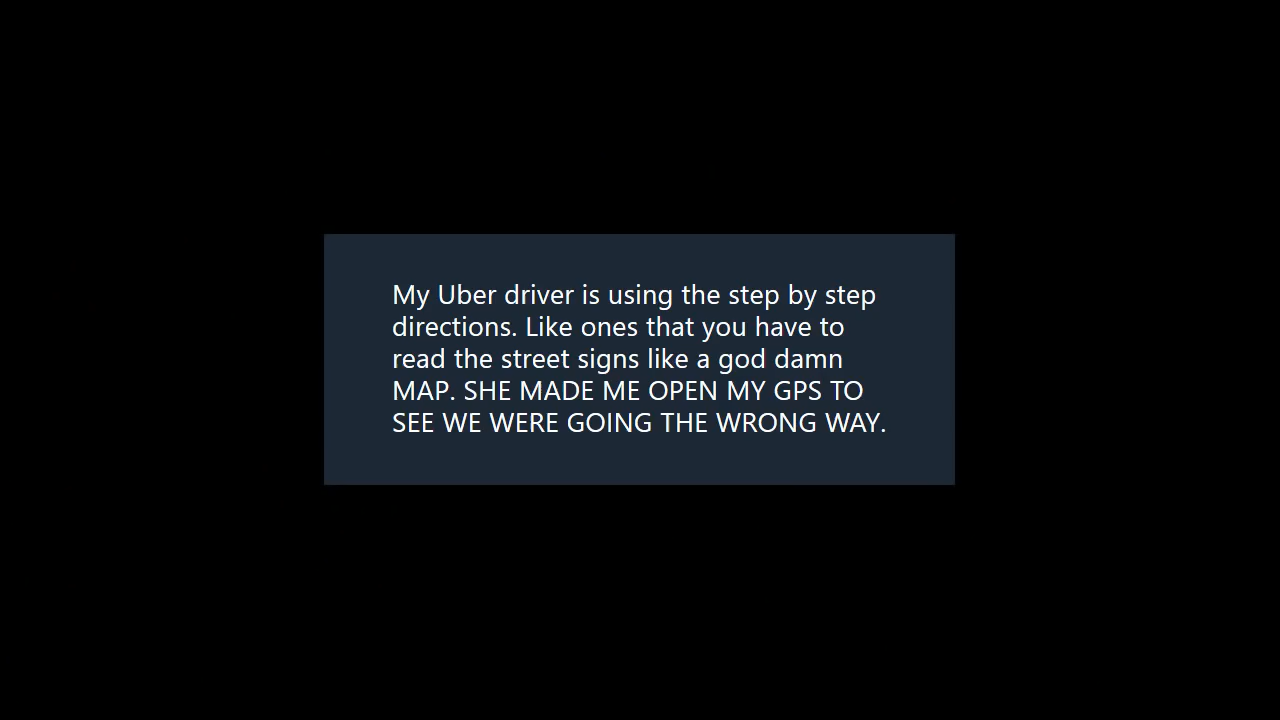 My Uber driver is using the step by step
directions. Like ones that you have to
read the street signs like a god damn
MAP. SHE MADE ME OPEN MY GPS TO
SEE WE WERE GOING THE WRONG WAY.